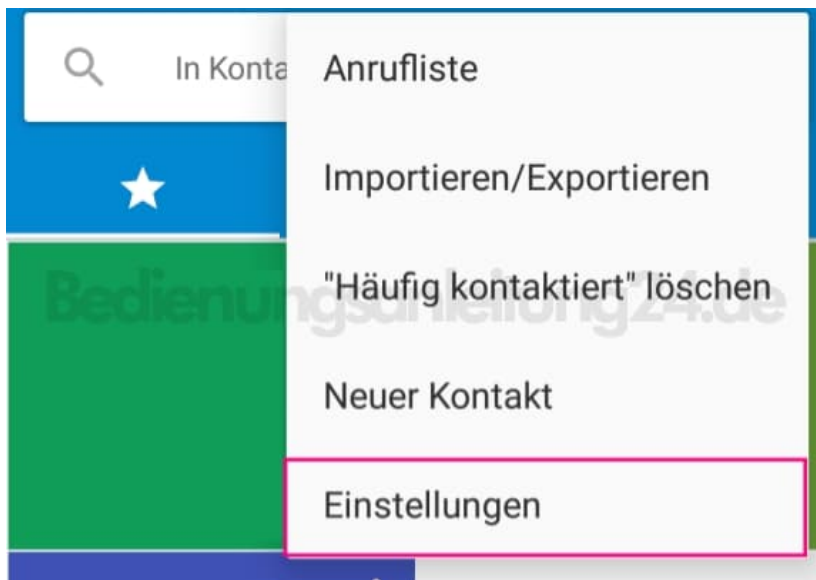 In Konta
Anrufliste
Importieren/Exportieren
"Häufig kontaktiert" löschen
Bedienungsanleitung24.de
Neuer Kontakt
Einstellungen